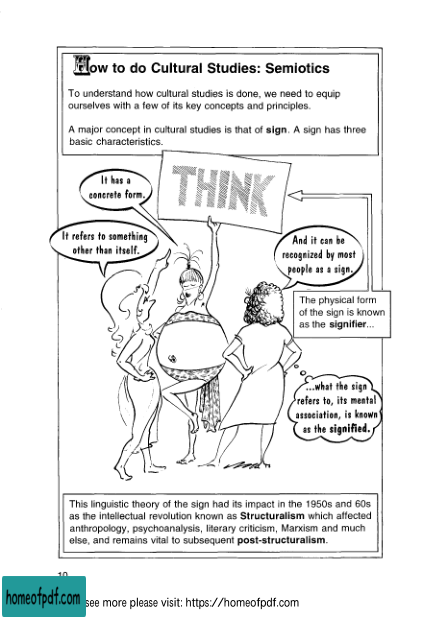 How to do Cultural Studies: Semiotics
To understand how cultural studies is done, we need to equip
ourselves with a few of its key concepts and principles.
A major concept in cultural studies is that of sign. A sign has three
basic characteristics.
THINK
It has a
concrete form.
It refers to something
other than itself.
And it can be
recognized by most
people as a sign.
The physical form
of the sign is known
as the signifier...
...what the sign
refers to, its mental
association, is known
as the signified.
This linguistic theory of the sign had its impact in the 1950s and 60s
as the intellectual revolution known as Structuralism which affected
anthropology, psychoanalysis, literary criticism, Marxism and much
else, and remains vital to subsequent post-structuralism.
homeofpdf.com
see more please visit: https://homeofpdf.com